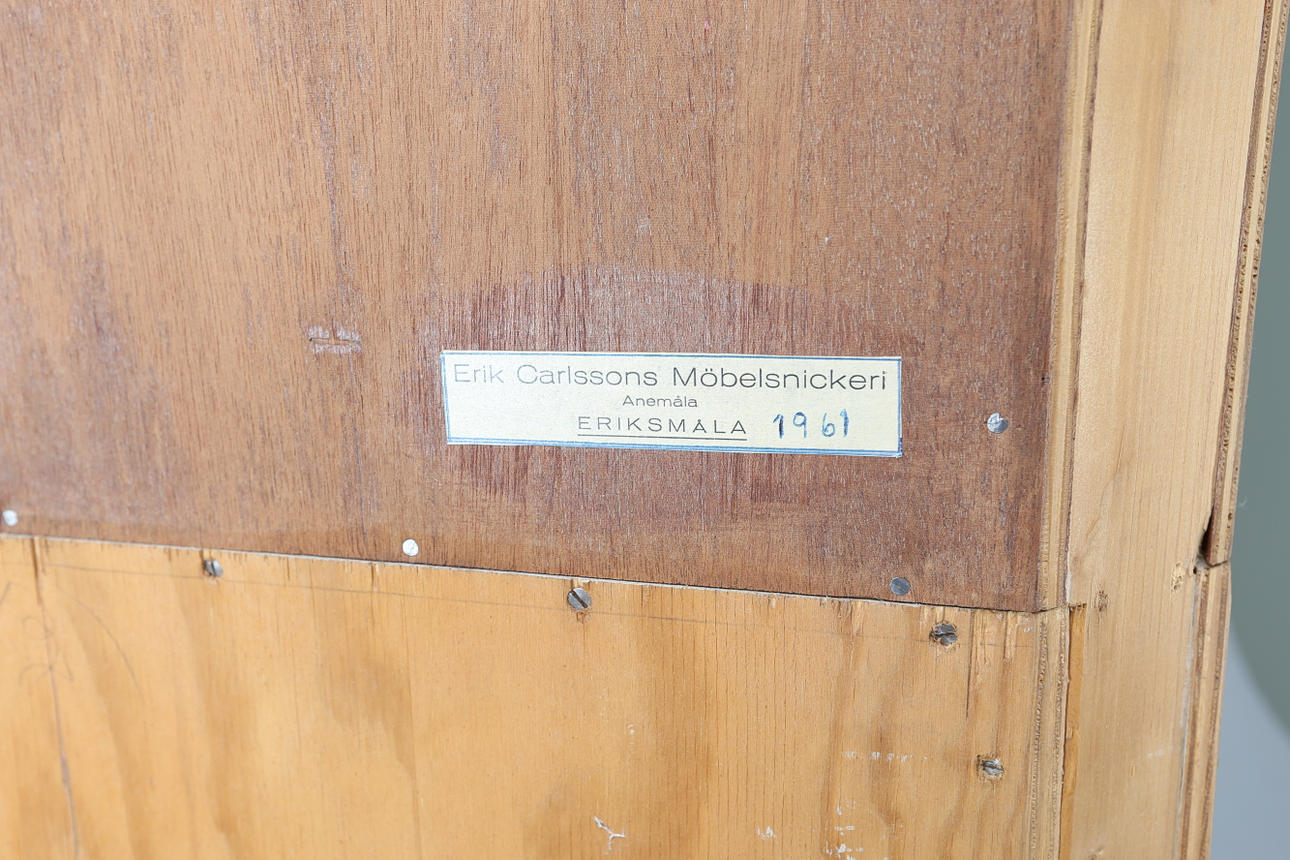 Erik Carlssons Möbelsnickeri
Anemåla
ERIKSMÅLA 1961